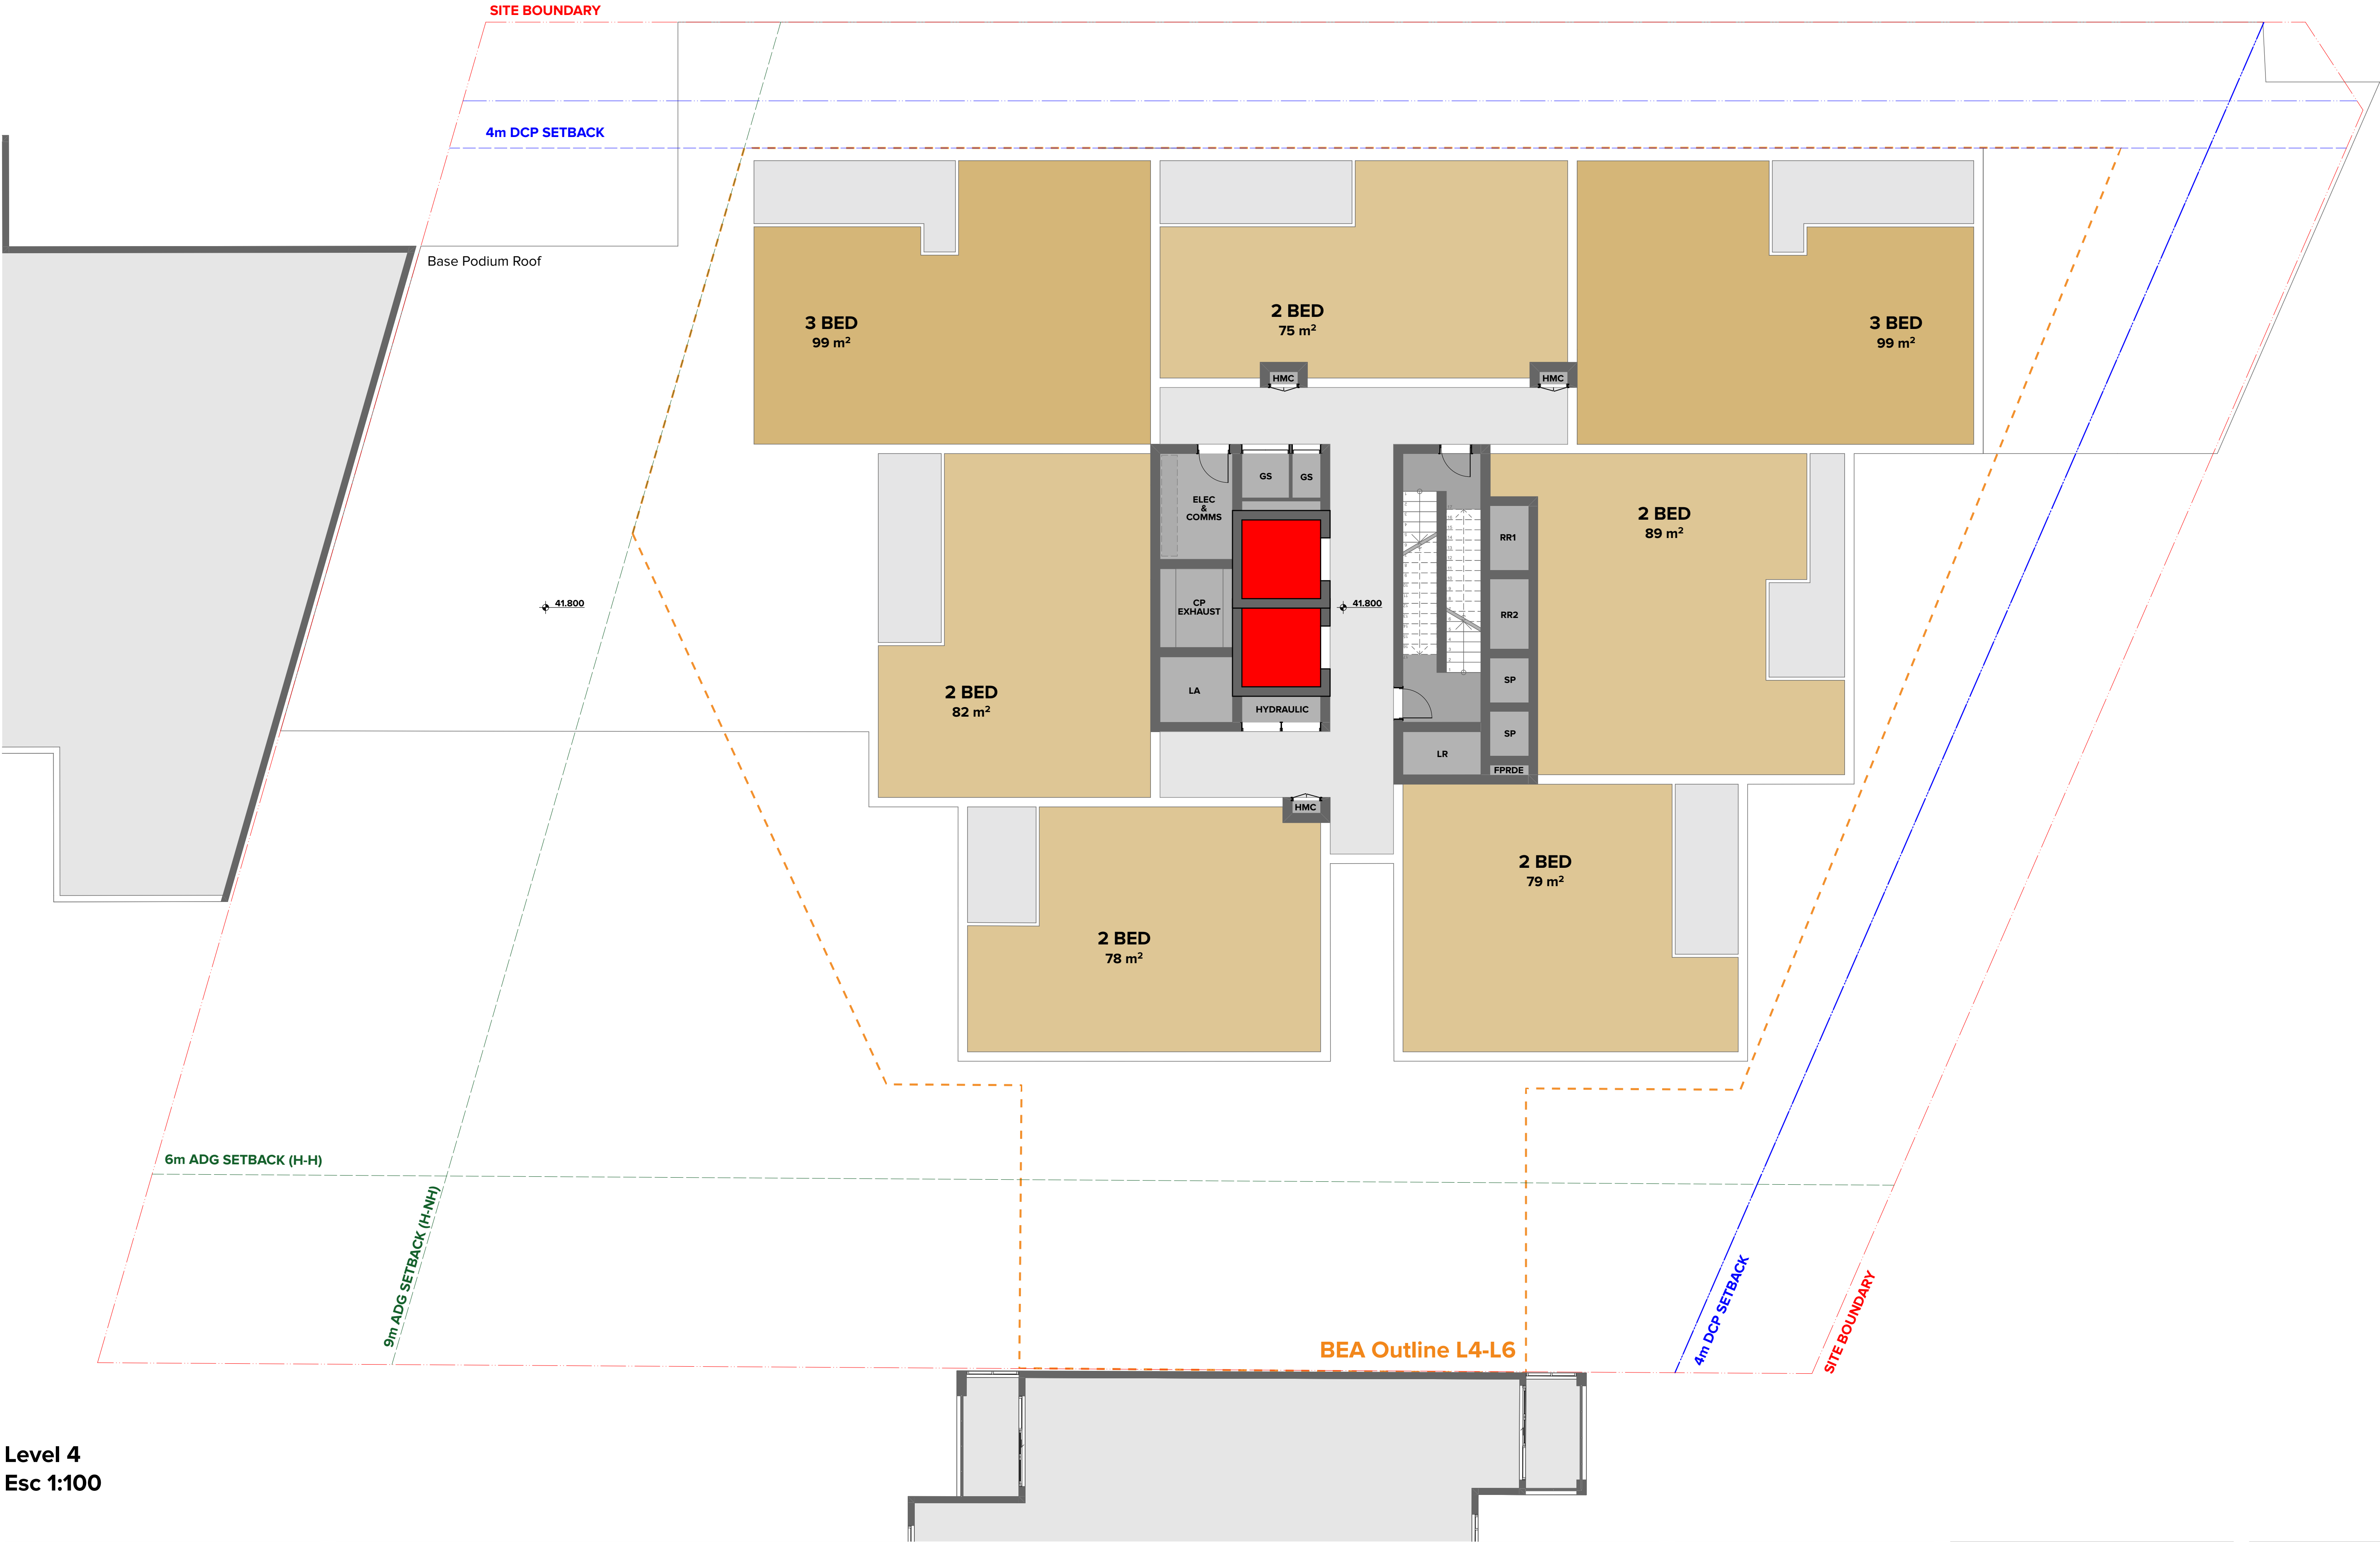 SITE BOUNDARY
4m DCP SETBACK
Base Podium Roof
3 BED
99 m²
2 BED
75 m²
3 BED
99 m²
HMC
HMC
ELEC
&
COMMS
GS
GS
2 BED
89 m²
RR1
CP
EXHAUST
41.800
41.800
RR2
2 BED
82 m²
LA
SP
HYDRAULIC
SP
LR
FPRDE
HMC
2 BED
79 m²
2 BED
78 m²
6m ADG SETBACK (H-H)
9m ADG SETBACK (H-NH)
BEA Outline L4-L6
4m DCP SETBACK
SITE BOUNDARY
Level 4
Esc 1:100